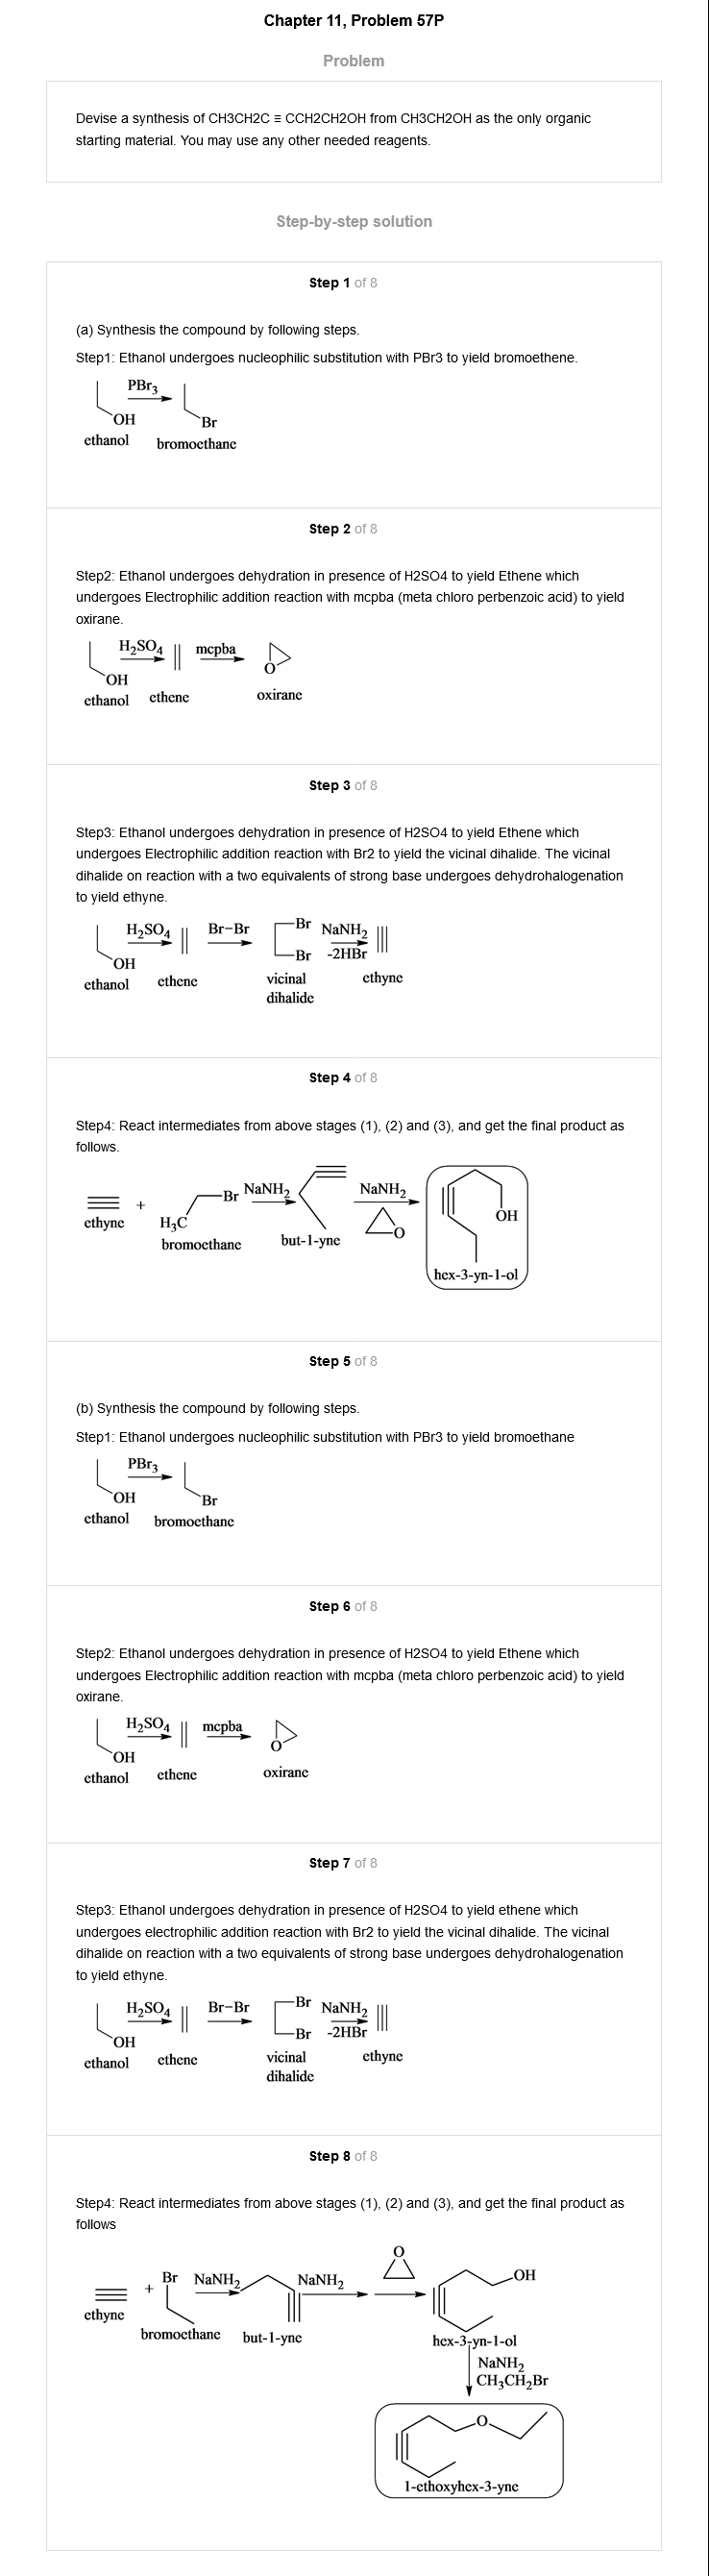 Chapter 11, Problem 57P
Problem
Devise a synthesis of CH3CH2C ≡ CCH2CH2OH from CH3CH2OH as the only organic
starting material. You may use any other needed reagents.
Step-by-step solution
Step 1 of 8
(a) Synthesis the compound by following steps.
Step1: Ethanol undergoes nucleophilic substitution with PBr3 to yield bromoethene.
PBr₃
OH Br
ethanol bromoethane
Step 2 of 8
Step2: Ethanol undergoes dehydration in presence of H2SO4 to yield Ethene which
undergoes Electrophilic addition reaction with mcpba (meta chloro perbenzoic acid) to yield
oxirane.
H₂SO₄ mcpba
O
OH
ethanol ethene oxirane
Step 3 of 8
Step3: Ethanol undergoes dehydration in presence of H2SO4 to yield Ethene which
undergoes Electrophilic addition reaction with Br2 to yield the vicinal dihalide. The vicinal
dihalide on reaction with a two equivalents of strong base undergoes dehydrohalogenation
to yield ethyne.
H₂SO₄ Br–Br Br NaNH₂
OH Br -2HBr
ethanol ethene vicinal ethyne
dihalide
Step 4 of 8
Step4: React intermediates from above stages (1), (2) and (3), and get the final product as
follows.
+ Br NaNH₂ NaNH₂
ethyne H₃C O OH
bromoethane but-1-yne
hex-3-yn-1-ol
Step 5 of 8
(b) Synthesis the compound by following steps.
Step1: Ethanol undergoes nucleophilic substitution with PBr3 to yield bromoethane
PBr₃
OH Br
ethanol bromoethane
Step 6 of 8
Step2: Ethanol undergoes dehydration in presence of H2SO4 to yield Ethene which
undergoes Electrophilic addition reaction with mcpba (meta chloro perbenzoic acid) to yield
oxirane.
H₂SO₄ mcpba
O
OH
ethanol ethene oxirane
Step 7 of 8
Step3: Ethanol undergoes dehydration in presence of H2SO4 to yield ethene which
undergoes electrophilic addition reaction with Br2 to yield the vicinal dihalide. The vicinal
dihalide on reaction with a two equivalents of strong base undergoes dehydrohalogenation
to yield ethyne.
H₂SO₄ Br–Br Br NaNH₂
OH Br -2HBr
ethanol ethene vicinal ethyne
dihalide
Step 8 of 8
Step4: React intermediates from above stages (1), (2) and (3), and get the final product as
follows
O
+ Br NaNH₂ NaNH₂ OH
ethyne
bromoethane but-1-yne hex-3-yn-1-ol
NaNH₂
CH₃CH₂Br
O
1-ethoxyhex-3-yne